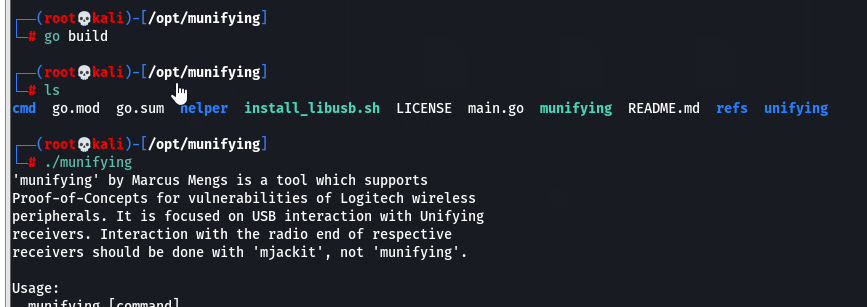 ┌──(root💀kali)-[/opt/munifying]
└─# go build
┌──(root💀kali)-[/opt/munifying]
└─# ls
cmd go.mod go.sum helper install_libusb.sh LICENSE main.go munifying README.md refs unifying
┌──(root💀kali)-[/opt/munifying]
└─# ./munifying
'munifying' by Marcus Mengs is a tool which supports
Proof-of-Concepts for vulnerabilities of Logitech wireless
peripherals. It is focused on USB interaction with Unifying
receivers. Interaction with the radio end of respective
receivers should be done with 'mjackit', not 'munifying'.
Usage:
munifying [command]